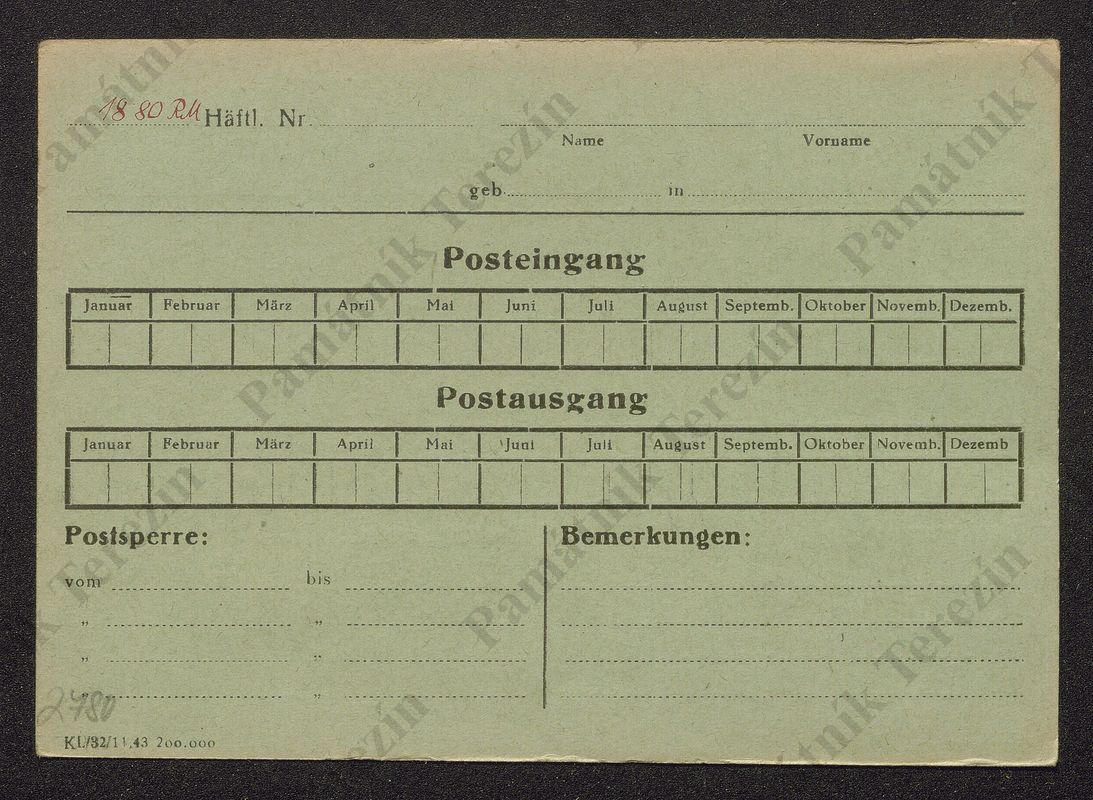 1880 RM Häftl. Nr.
Name Vorname
geb. in
Posteingang
Januar Februar März April Mai Juni Juli August Septemb. Oktober Novemb. Dezemb.
Postausgang
Januar Februar März April Mai Juni Juli August Septemb. Oktober Novemb. Dezemb
Postsperre: Bemerkungen:
vom bis
„ „
„ „
„ „
2780
KL/32/11.43 200.000
Památník Terezín